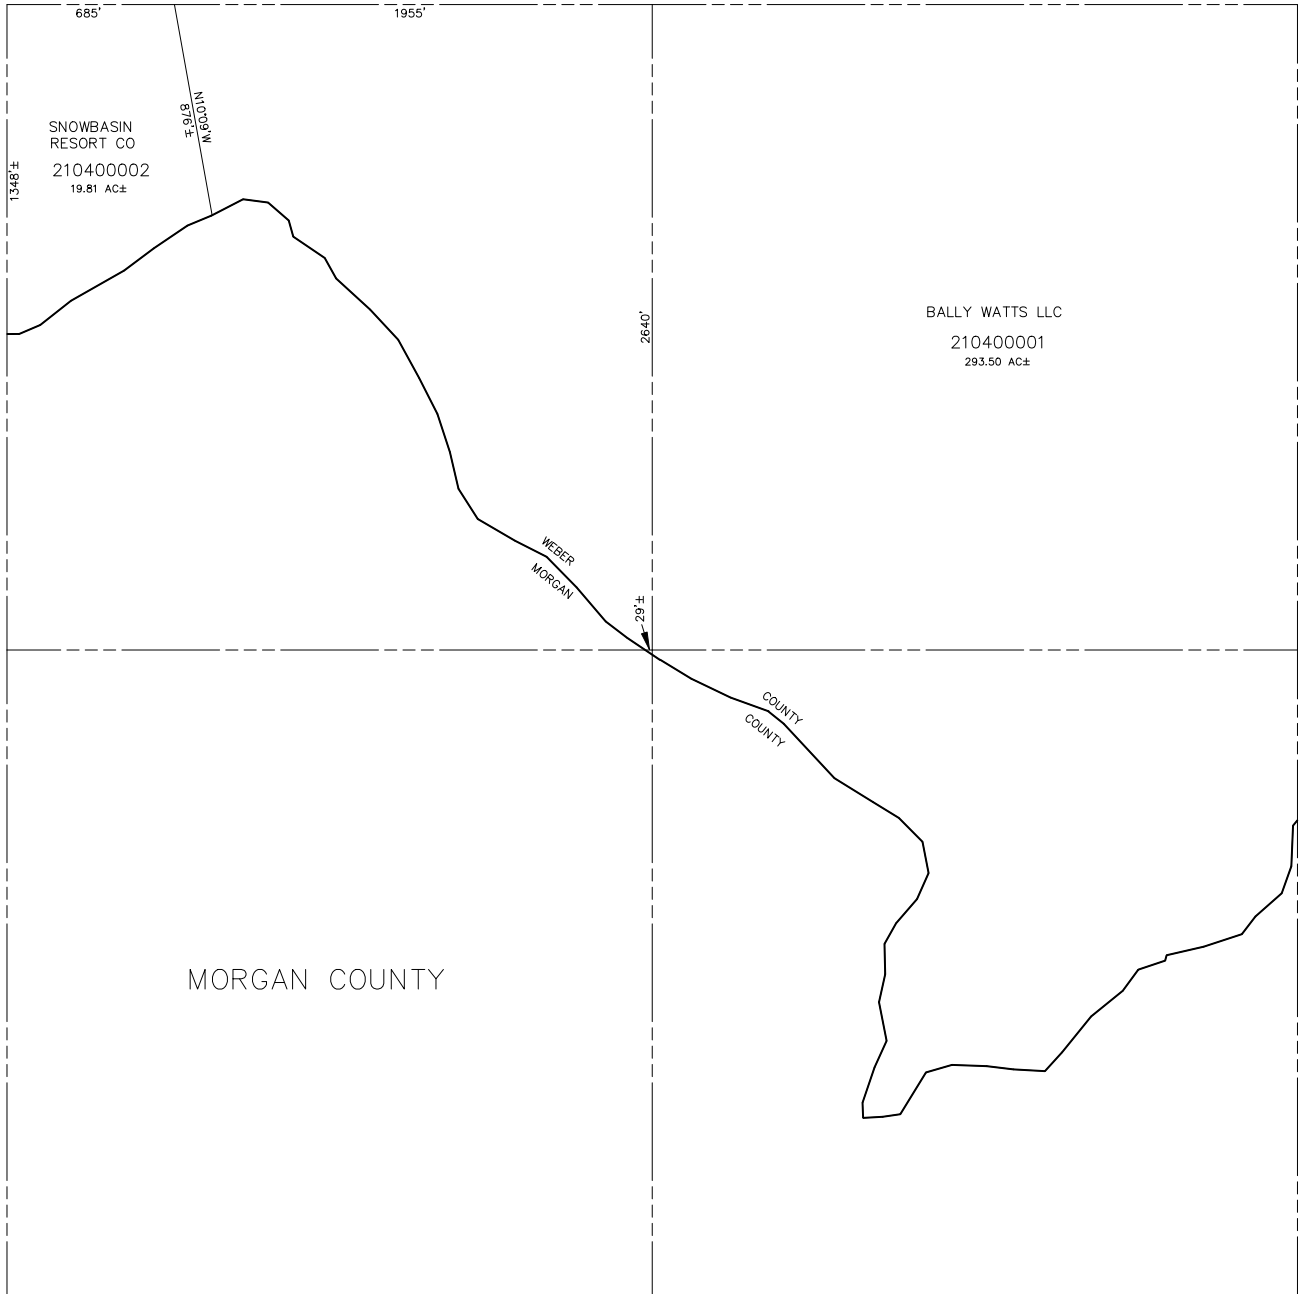 685'
1955'
N10°09'W
876'±
SNOWBASIN
RESORT CO
210400002
19.81 AC±
1348'±
2640'
BALLY WATTS LLC
210400001
293.50 AC±
WEBER
MORGAN
29'±
COUNTY
COUNTY
MORGAN COUNTY